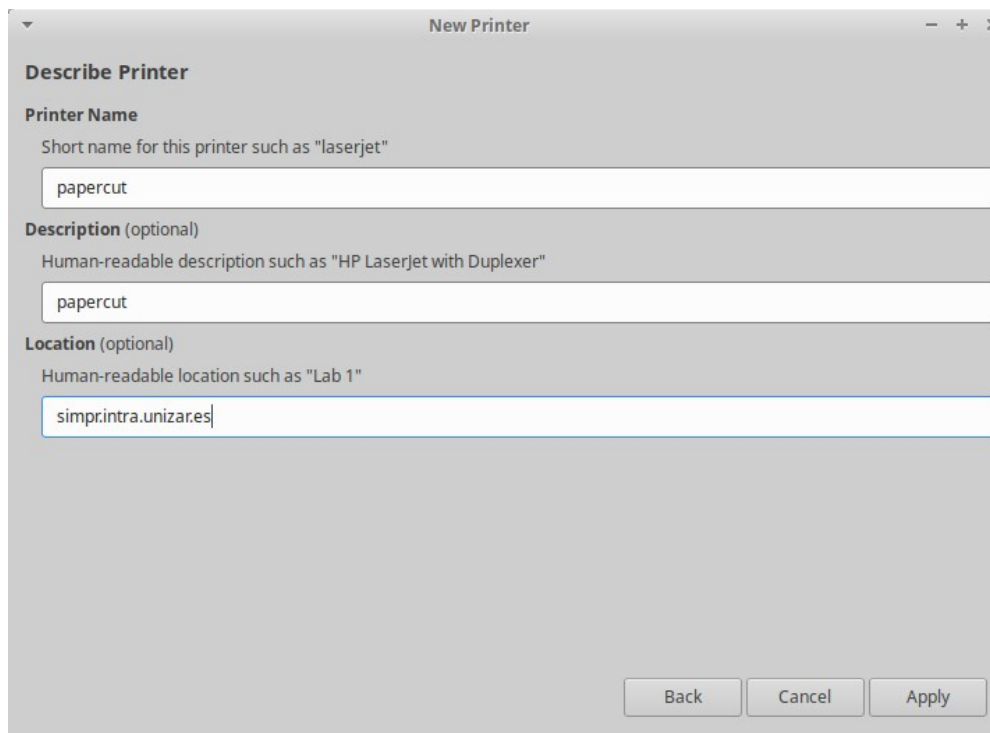 New Printer
Describe Printer
Printer Name
Short name for this printer such as "laserjet"
papercut
Description (optional)
Human-readable description such as "HP LaserJet with Duplexer"
papercut
Location (optional)
Human-readable location such as "Lab 1"
simpr.intra.unizar.es
Back Cancel Apply